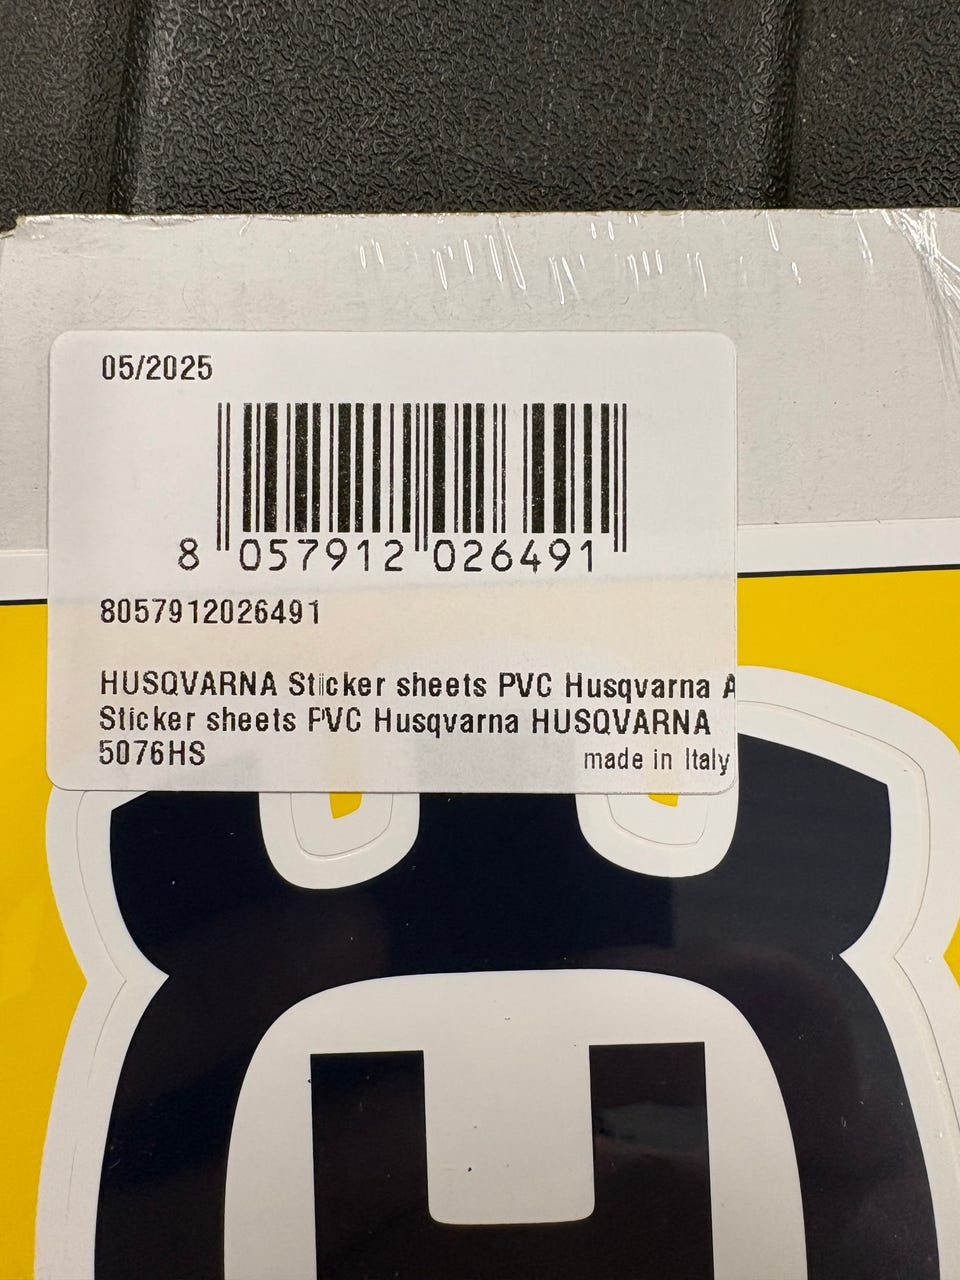 05/2025
8 057912 026491
8057912026491
HUSQVARNA Sticker sheets PVC Husqvarna A
Sticker sheets PVC Husqvarna HUSQVARNA
5076HS made in Italy
H